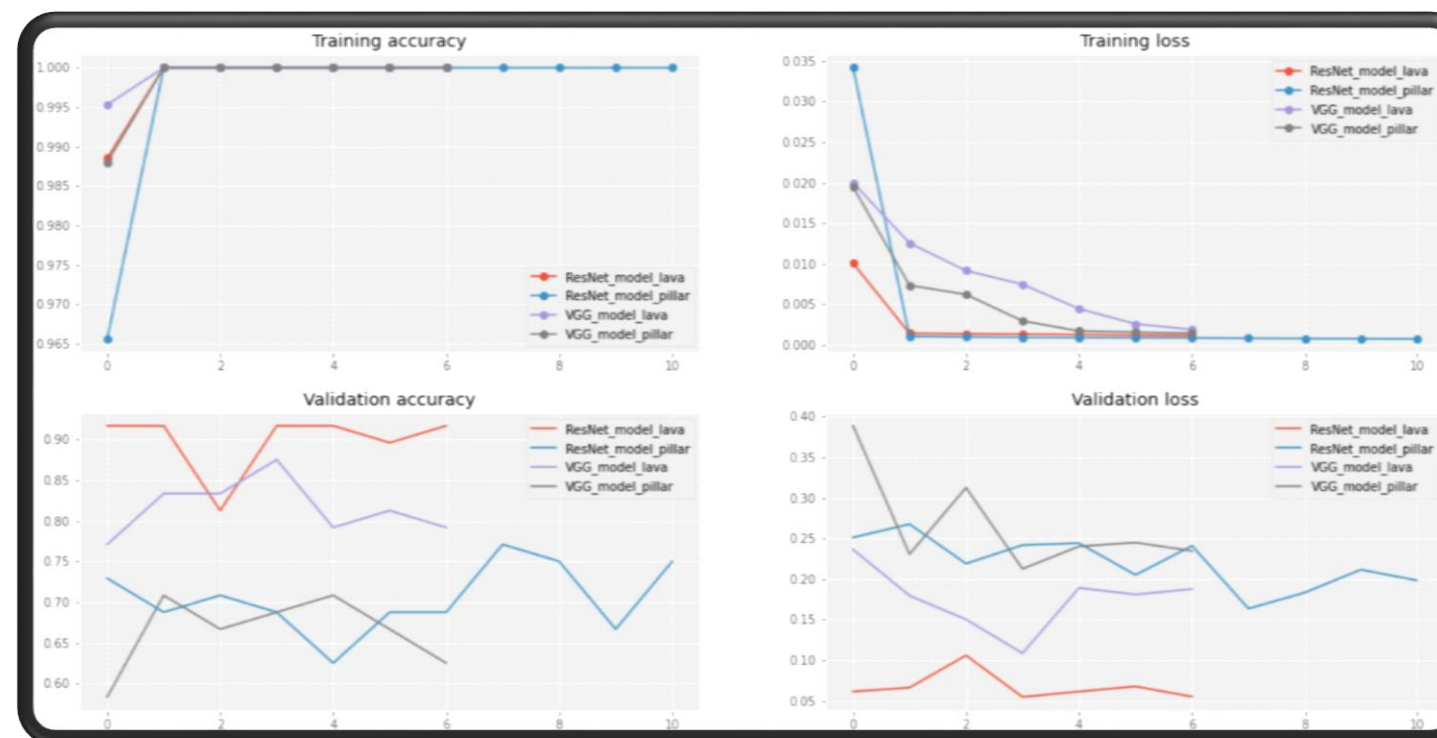 Training accuracy
1.000
0.995
0.990
0.985
0.980
0.975
0.970
0.965
0 2 4 6 8 10
ResNet_model_lava
ResNet_model_pillar
VGG_model_lava
VGG_model_pillar
Training loss
0.035
0.030
0.025
0.020
0.015
0.010
0.005
0.000
0 2 4 6 8 10
ResNet_model_lava
ResNet_model_pillar
VGG_model_lava
VGG_model_pillar
Validation accuracy
0.90
0.85
0.80
0.75
0.70
0.65
0.60
0 2 4 6 8 10
ResNet_model_lava
ResNet_model_pillar
VGG_model_lava
VGG_model_pillar
Validation loss
0.40
0.35
0.30
0.25
0.20
0.15
0.10
0.05
0 2 4 6 8 10
ResNet_model_lava
ResNet_model_pillar
VGG_model_lava
VGG_model_pillar